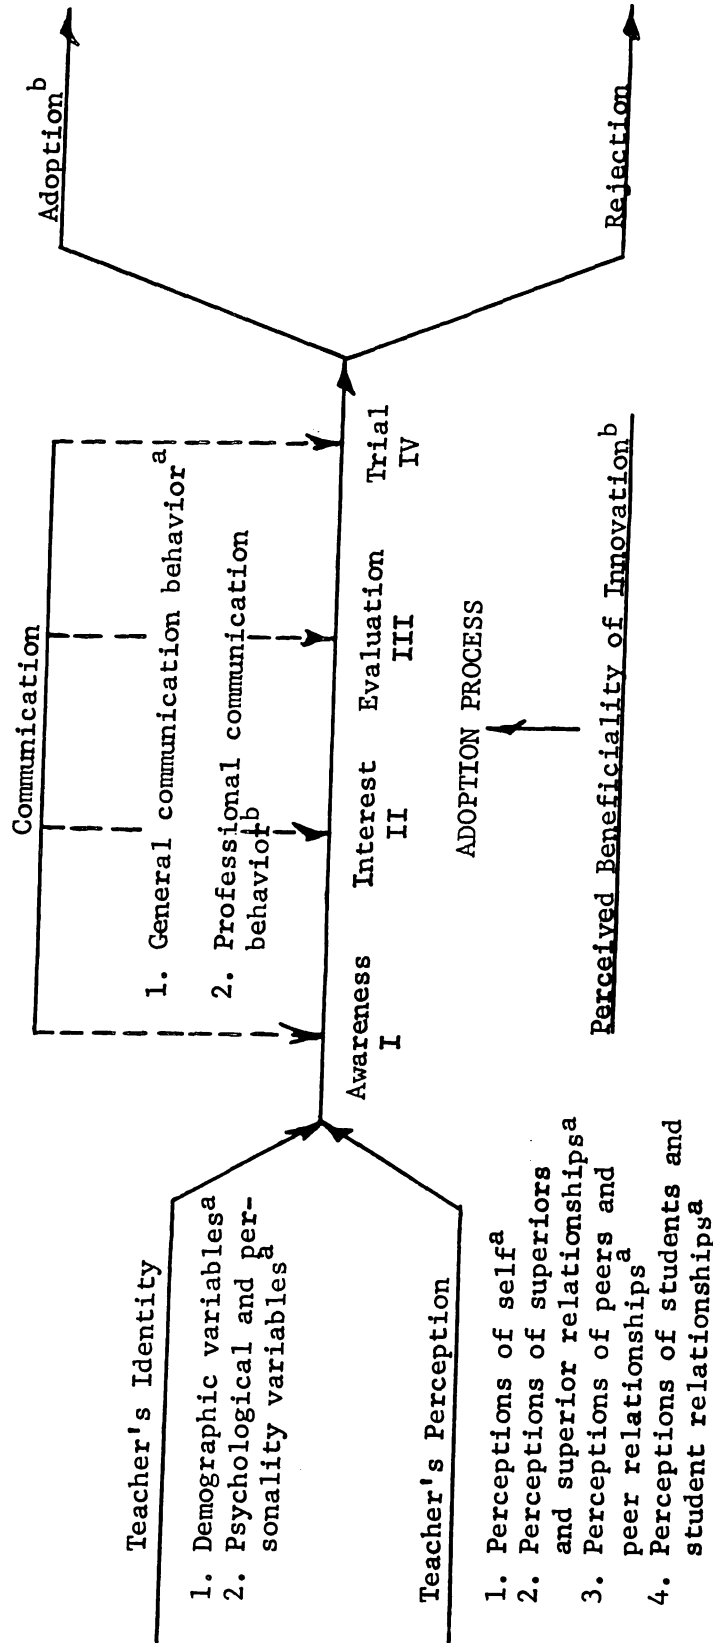 Teacher's Identity
1. Demographic variables^a
2. Psychological and per-
sonality variables^a
Teacher's Perception
1. Perceptions of self^a
2. Perceptions of superiors
and superior relationships^a
3. Perceptions of peers and
peer relationships^a
4. Perceptions of students and
student relationships^a
Communication
1. General communication behavior^a
2. Professional communication
behavior^b
Awareness
I
Interest
II
Evaluation
III
Trial
IV
ADOPTION PROCESS
Perceived Beneficiality of Innovation^b
Adoption^b
Rejection